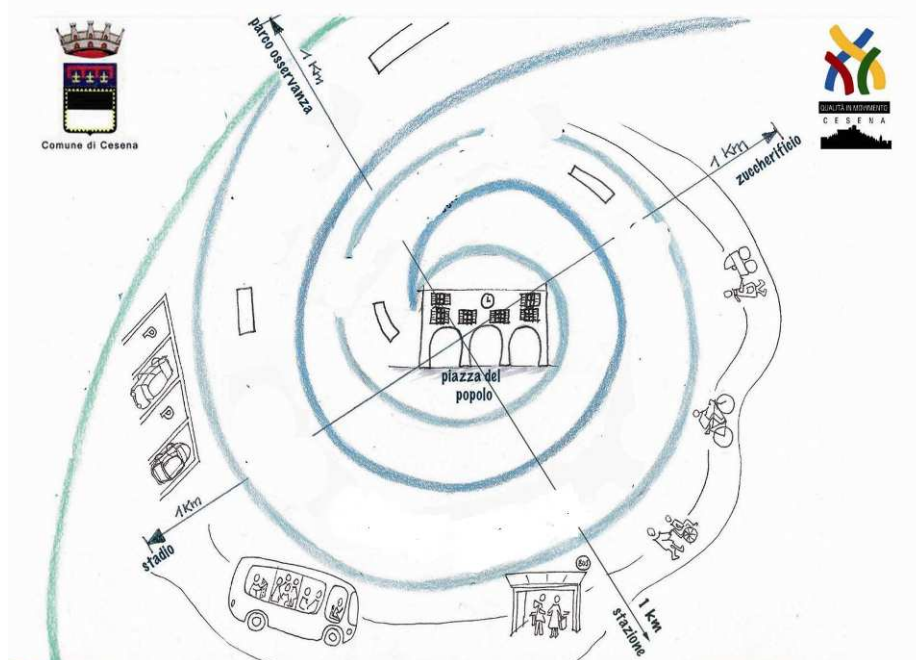 Comune di Cesena
parco osservanza
1 Km
QUALITÀ IN MOVIMENTO
CESENA
1 Km
zuccherificio
piazza del
popolo
P
P
1 Km
stadio
BUS
1 km
stazione